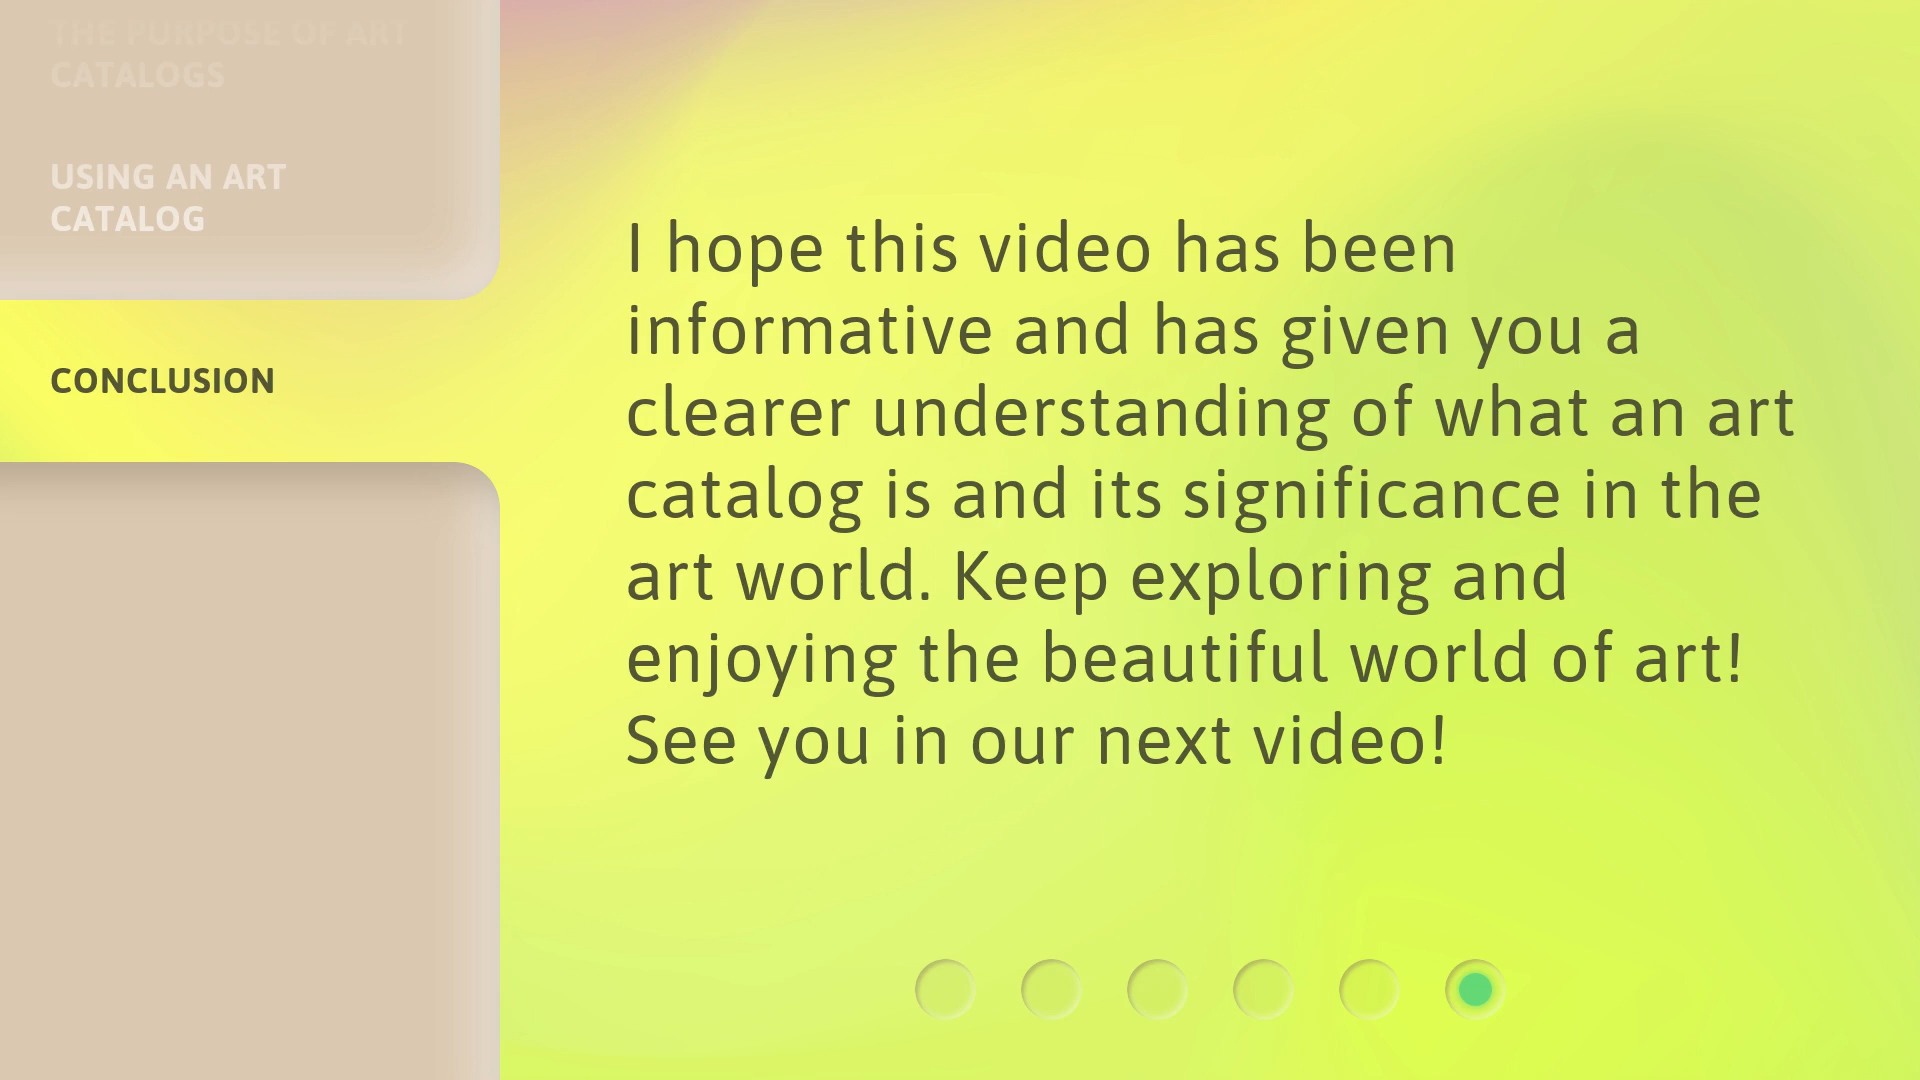 THE PURPOSE OF ART
CATALOGS
USING AN ART
CATALOG
CONCLUSION
I hope this video has been
informative and has given you a
clearer understanding of what an art
catalog is and its significance in the
art world. Keep exploring and
enjoying the beautiful world of art!
See you in our next video!